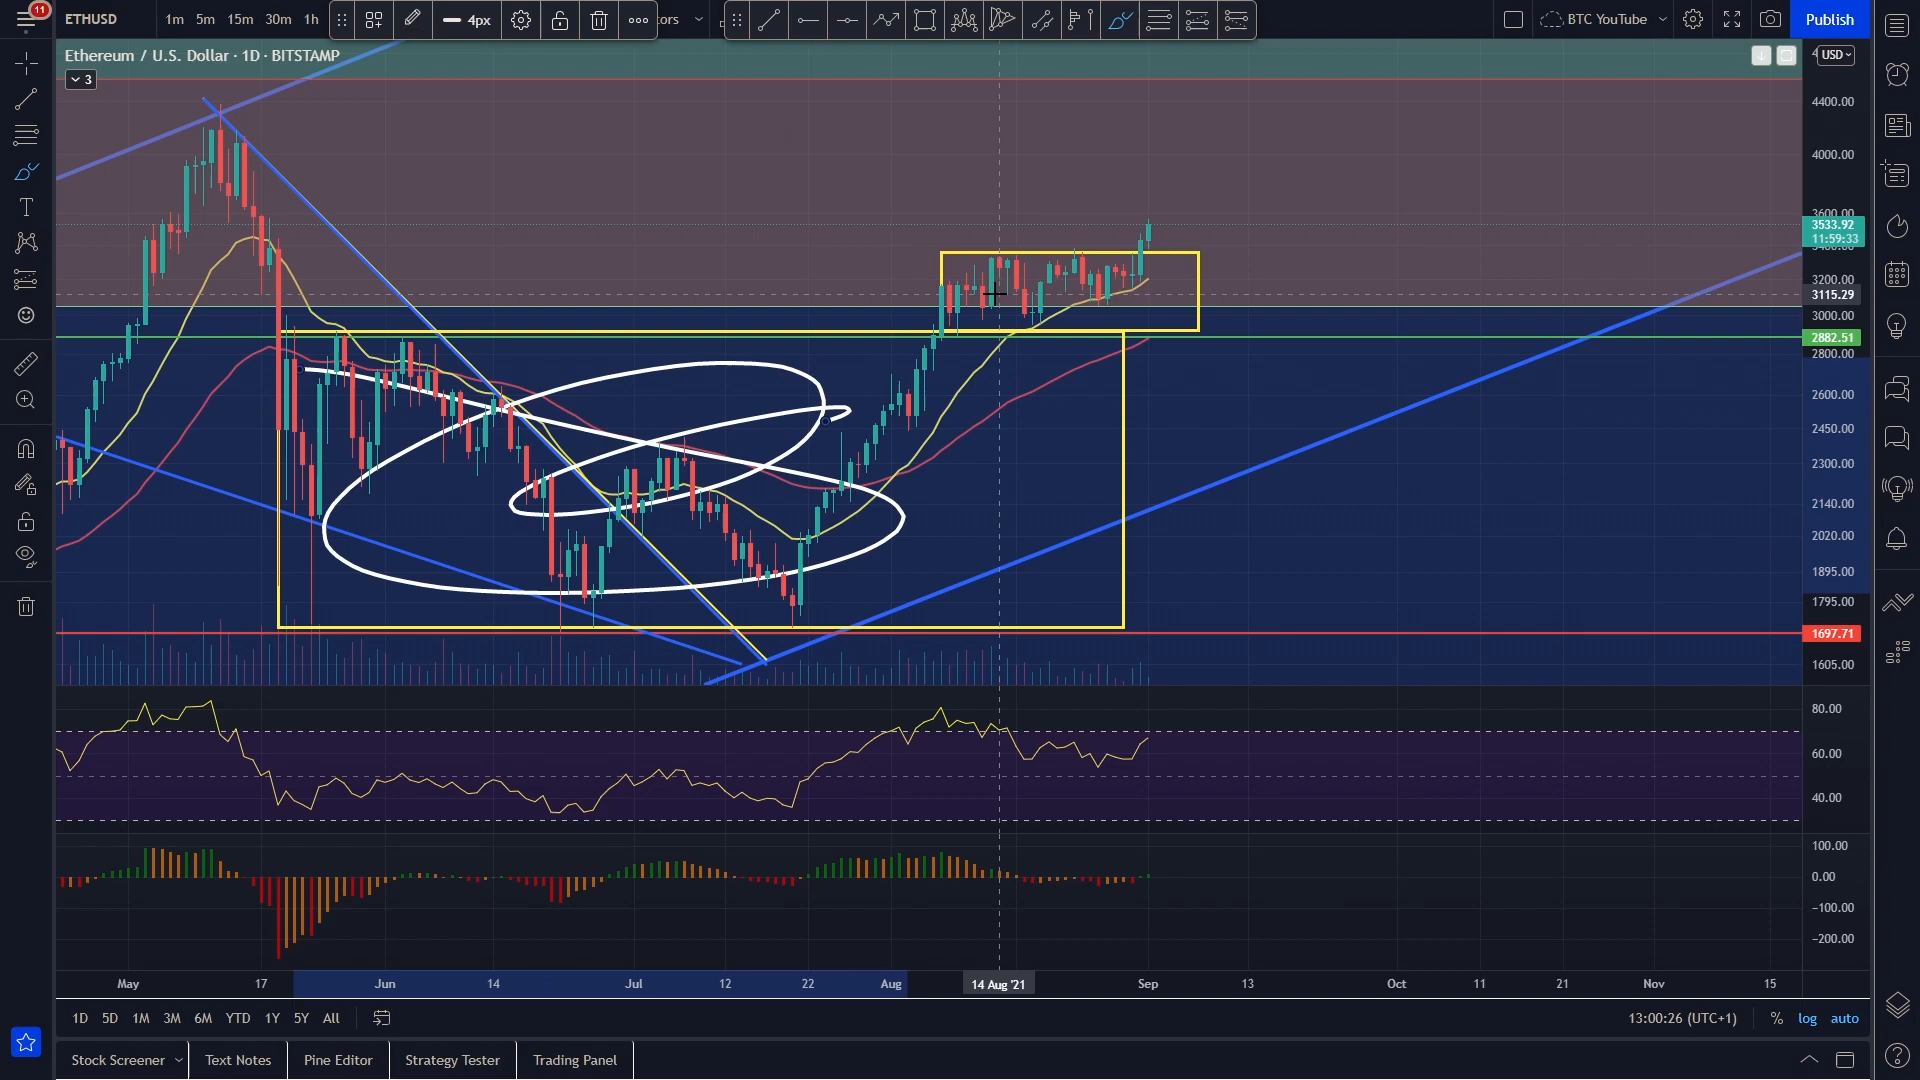 11
ETHUSD
1m 5m 15m 30m 1h
4px
tors
BTC YouTube
Publish
Ethereum / U.S. Dollar · 1D · BITSTAMP
3
USD
4400.00
4000.00
3600.00
3533.92
11:59:33
3400.00
3200.00
3115.29
3000.00
2882.51
2800.00
2600.00
2450.00
2300.00
2140.00
2020.00
1895.00
1795.00
1697.71
1605.00
80.00
60.00
40.00
100.00
0.00
−100.00
−200.00
May 17 Jun 14 Jul 12 22 Aug 14 Aug '21 Sep 13 Oct 11 21 Nov 15
1D 5D 1M 3M 6M YTD 1Y 5Y All
13:00:26 (UTC+1) % log auto
Stock Screener Text Notes Pine Editor Strategy Tester Trading Panel